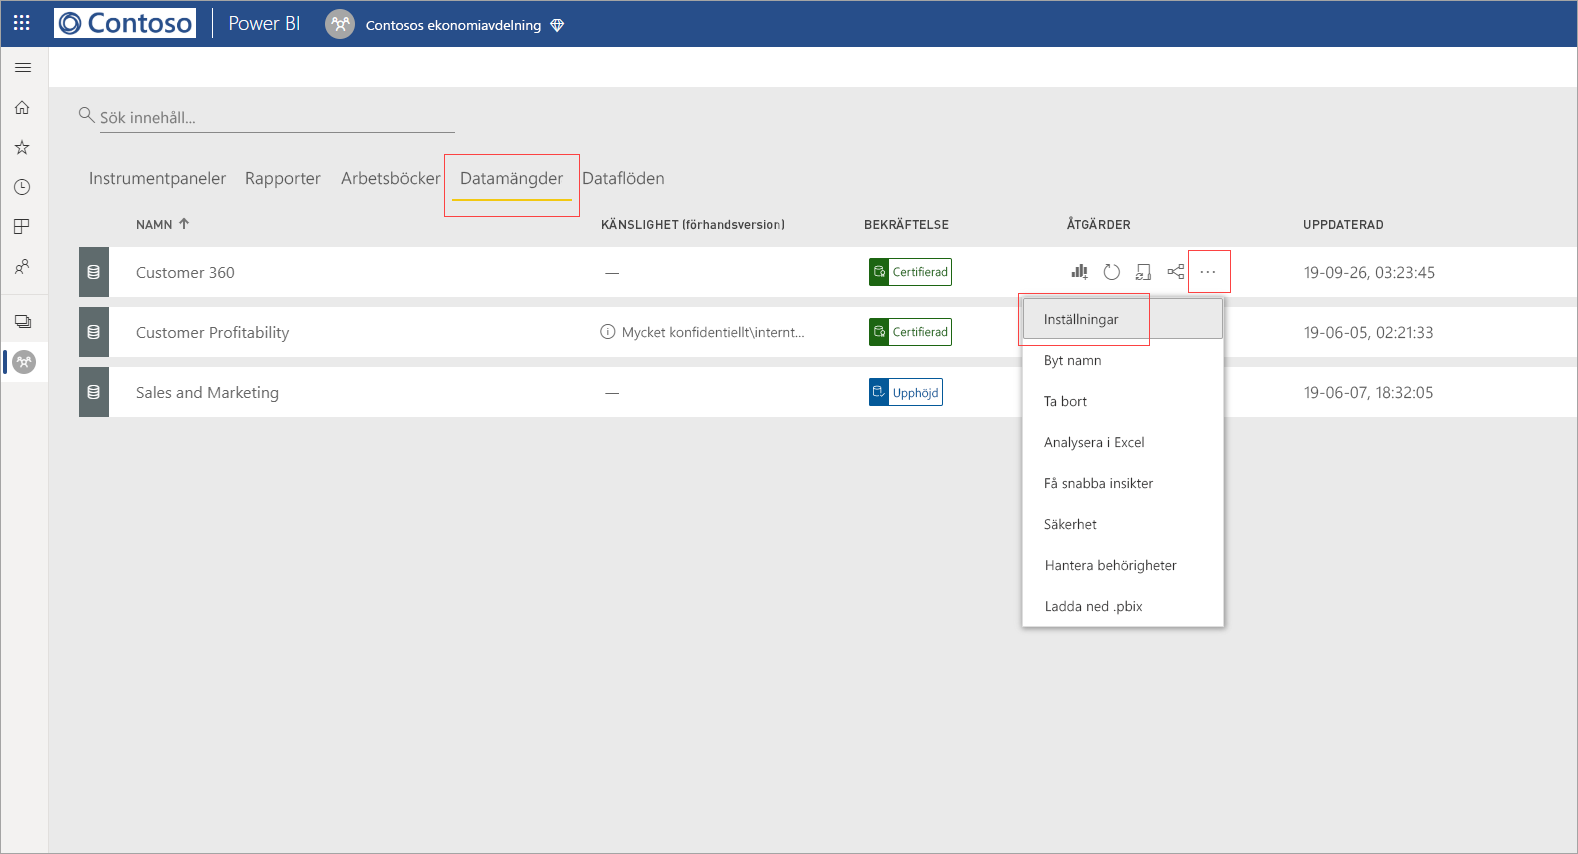 Contoso Power BI Contosos ekonomiavdelning
Sök innehåll...
Instrumentpaneler Rapporter Arbetsböcker Datamängder Dataflöden
NAMN KÄNSLIGHET (förhandsversion) BEKRÄFTELSE ÅTGÄRDER UPPDATERAD
Customer 360 — Certifierad ... 19-09-26, 03:23:45
Customer Profitability Mycket konfidentiellt\internt... Certifierad 19-06-05, 02:21:33
Sales and Marketing — Upphöjd 19-06-07, 18:32:05
Inställningar
Byt namn
Ta bort
Analysera i Excel
Få snabba insikter
Säkerhet
Hantera behörigheter
Ladda ned .pbix